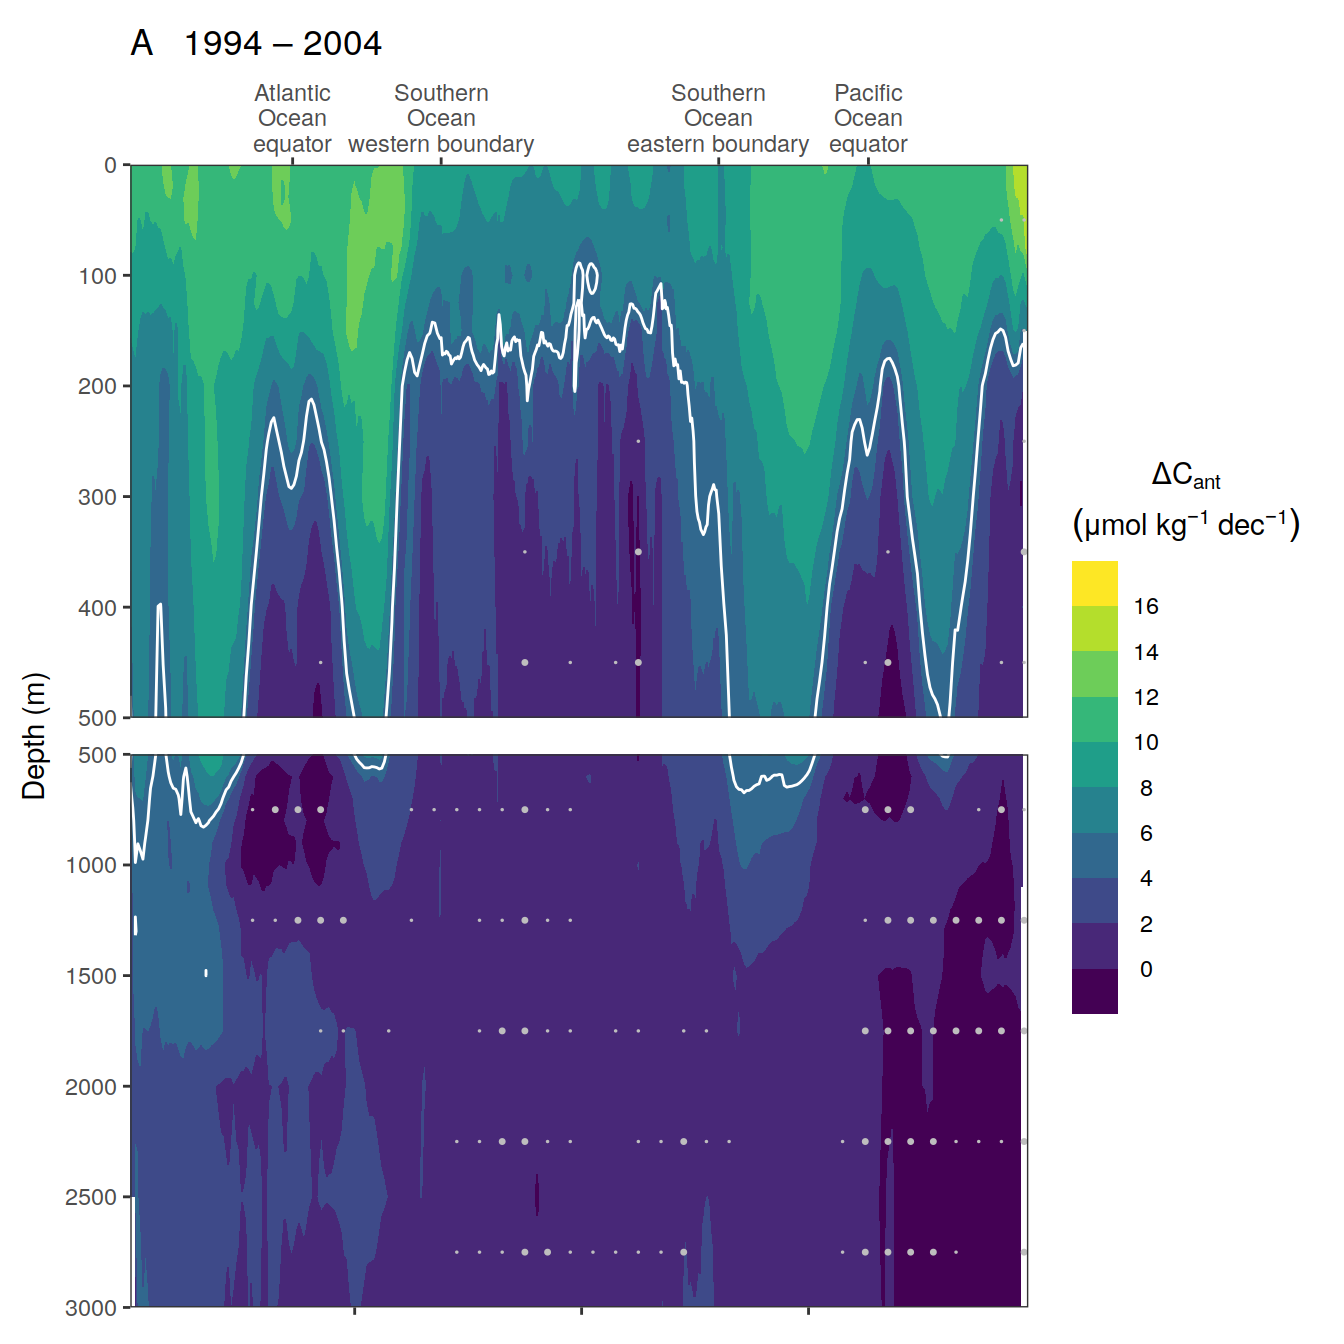 A 1994 – 2004
Atlantic Ocean equator
Southern Ocean western boundary
Southern Ocean eastern boundary
Pacific Ocean equator
0
100
200
300
400
500
500
1000
1500
2000
2500
3000
Depth (m)
ΔCant
(μmol kg⁻¹ dec⁻¹)
16
14
12
10
8
6
4
2
0